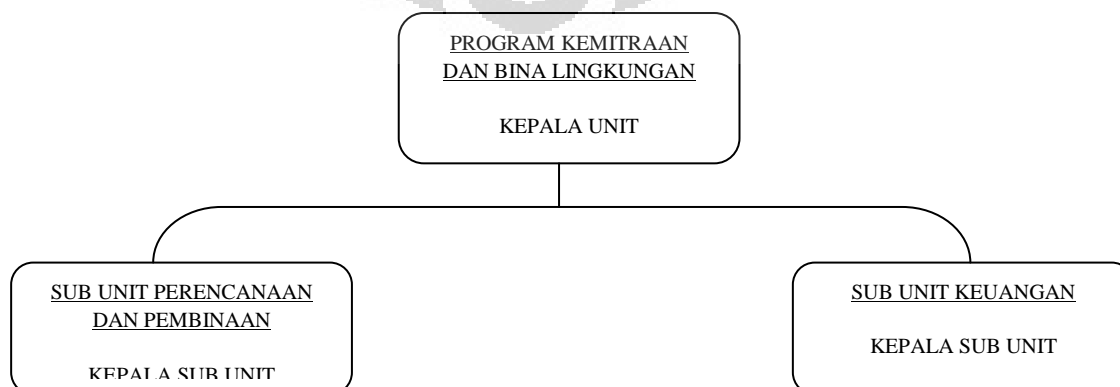 PROGRAM KEMITRAAN
DAN BINA LINGKUNGAN
KEPALA UNIT
SUB UNIT PERENCANAAN
DAN PEMBINAAN
KEPALA SUB UNIT
SUB UNIT KEUANGAN
KEPALA SUB UNIT